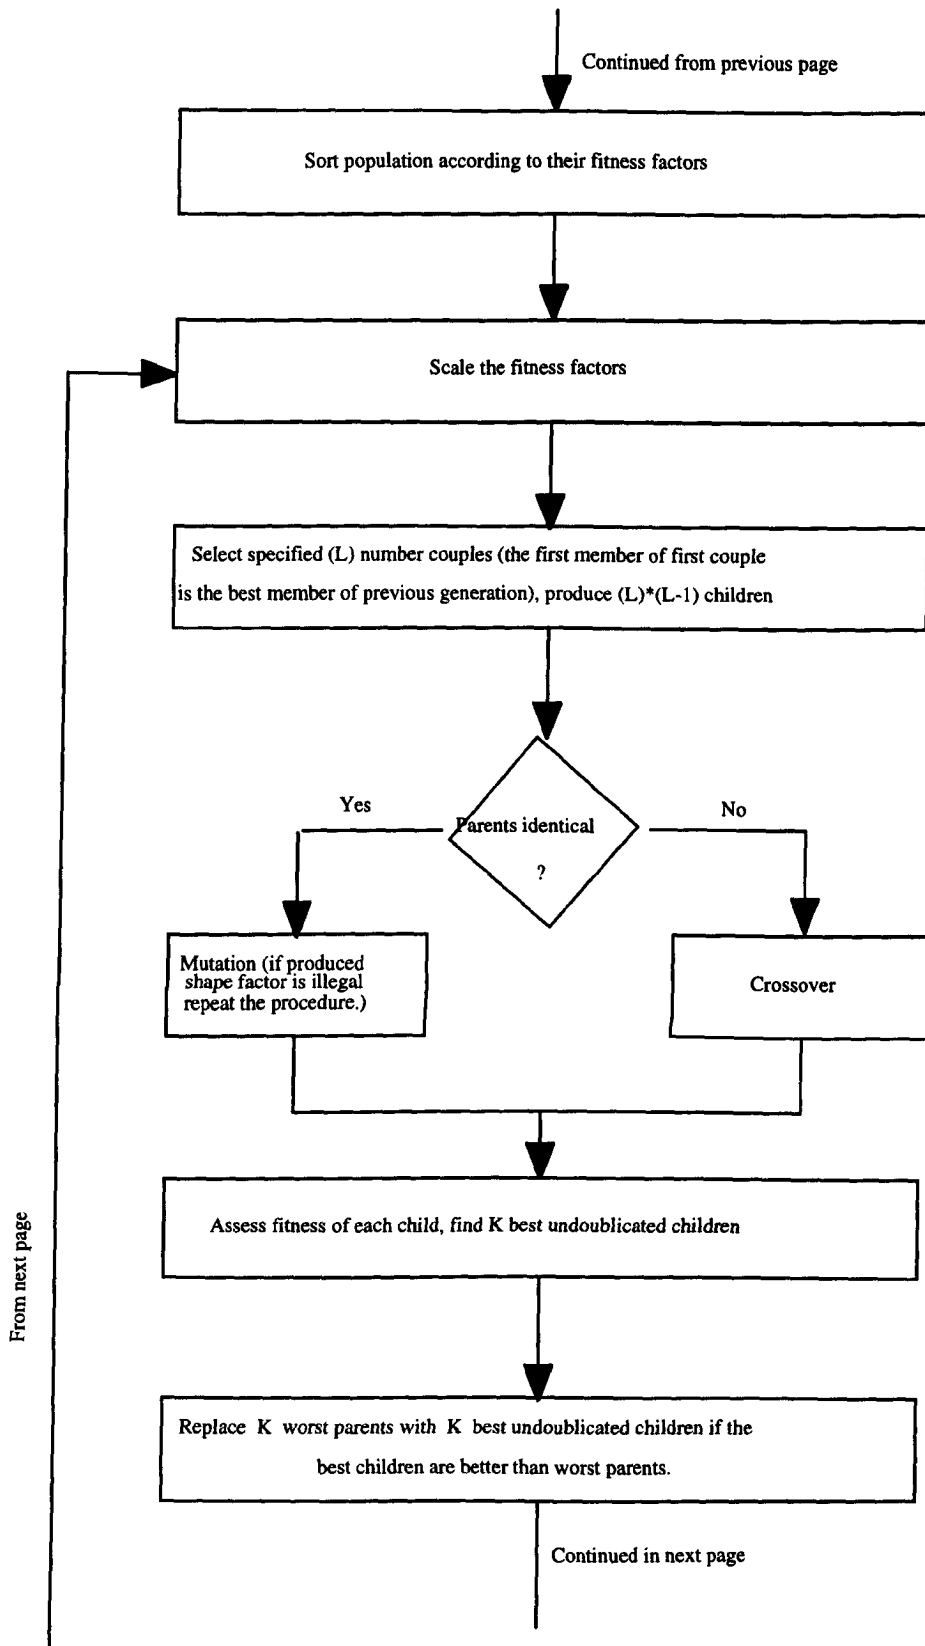 Continued from previous page
Sort population according to their fitness factors
Scale the fitness factors
Select specified (L) number couples (the first member of first couple
is the best member of previous generation), produce (L)*(L-1) children
Yes
No
Parents identical
?
Mutation (if produced
shape factor is illegal
repeat the procedure.)
Crossover
Assess fitness of each child, find K best undoublicated children
From next page
Replace K worst parents with K best undoublicated children if the
best children are better than worst parents.
Continued in next page